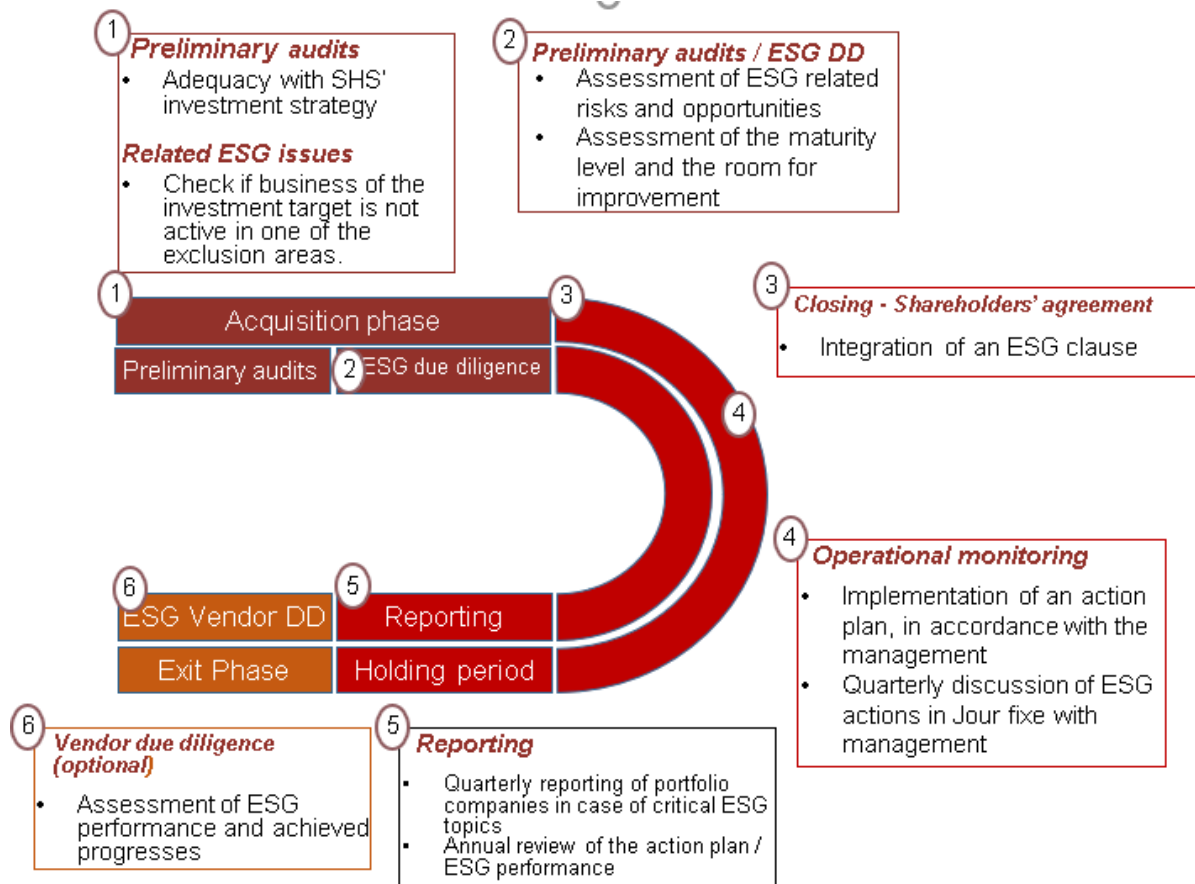 1
Preliminary audits
• Adequacy with SHS'
investment strategy
Related ESG issues
• Check if business of the
investment target is not
active in one of the
exclusion areas.
2
Preliminary audits / ESG DD
• Assessment of ESG related
risks and opportunities
• Assessment of the maturity
level and the room for
improvement
1
Acquisition phase
Preliminary audits
2
ESG due diligence
3
3
Closing - Shareholders' agreement
• Integration of an ESG clause
4
4
Operational monitoring
• Implementation of an action
plan, in accordance with the
management
• Quarterly discussion of ESG
actions in Jour fixe with
management
6
ESG Vendor DD
5
Reporting
Exit Phase
Holding period
6
Vendor due diligence
(optional)
• Assessment of ESG
performance and achieved
progresses
5
Reporting
▪ Quarterly reporting of portfolio
companies in case of critical ESG
topics
▪ Annual review of the action plan /
ESG performance